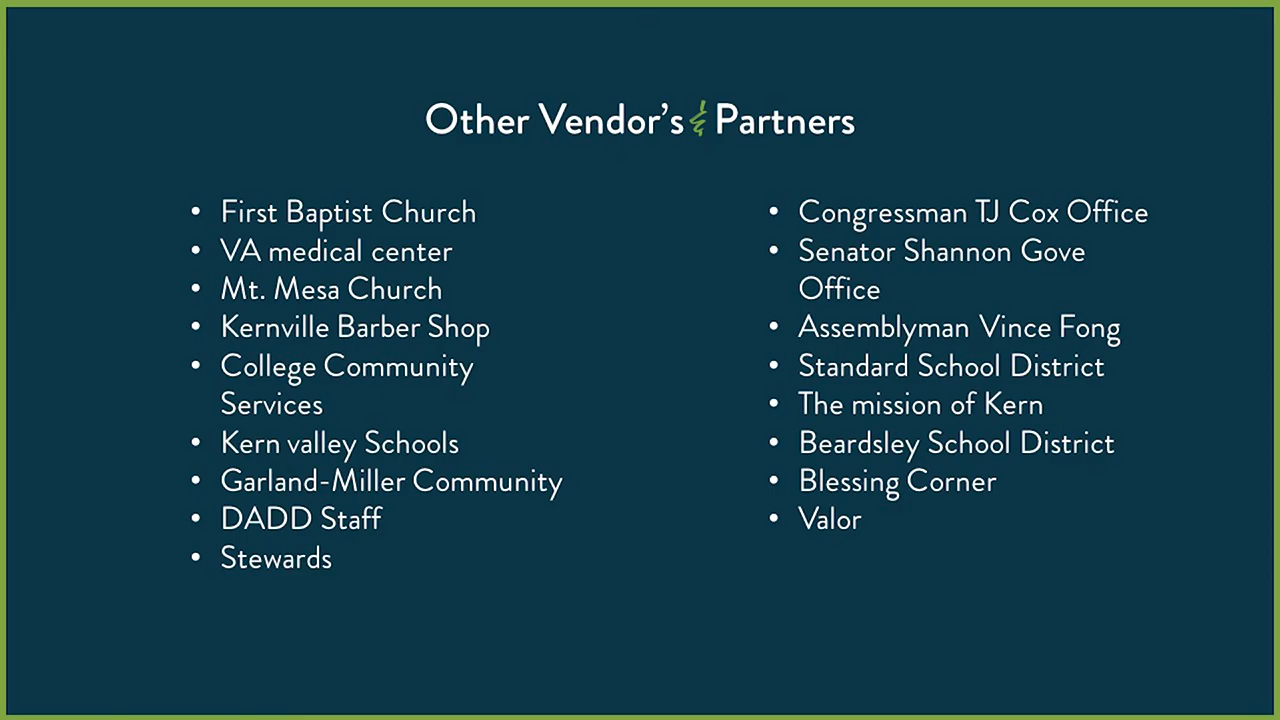 Other Vendor's & Partners
• First Baptist Church
• VA medical center
• Mt. Mesa Church
• Kernville Barber Shop
• College Community
Services
• Kern valley Schools
• Garland-Miller Community
• DADD Staff
• Stewards
• Congressman TJ Cox Office
• Senator Shannon Gove
Office
• Assemblyman Vince Fong
• Standard School District
• The mission of Kern
• Beardsley School District
• Blessing Corner
• Valor